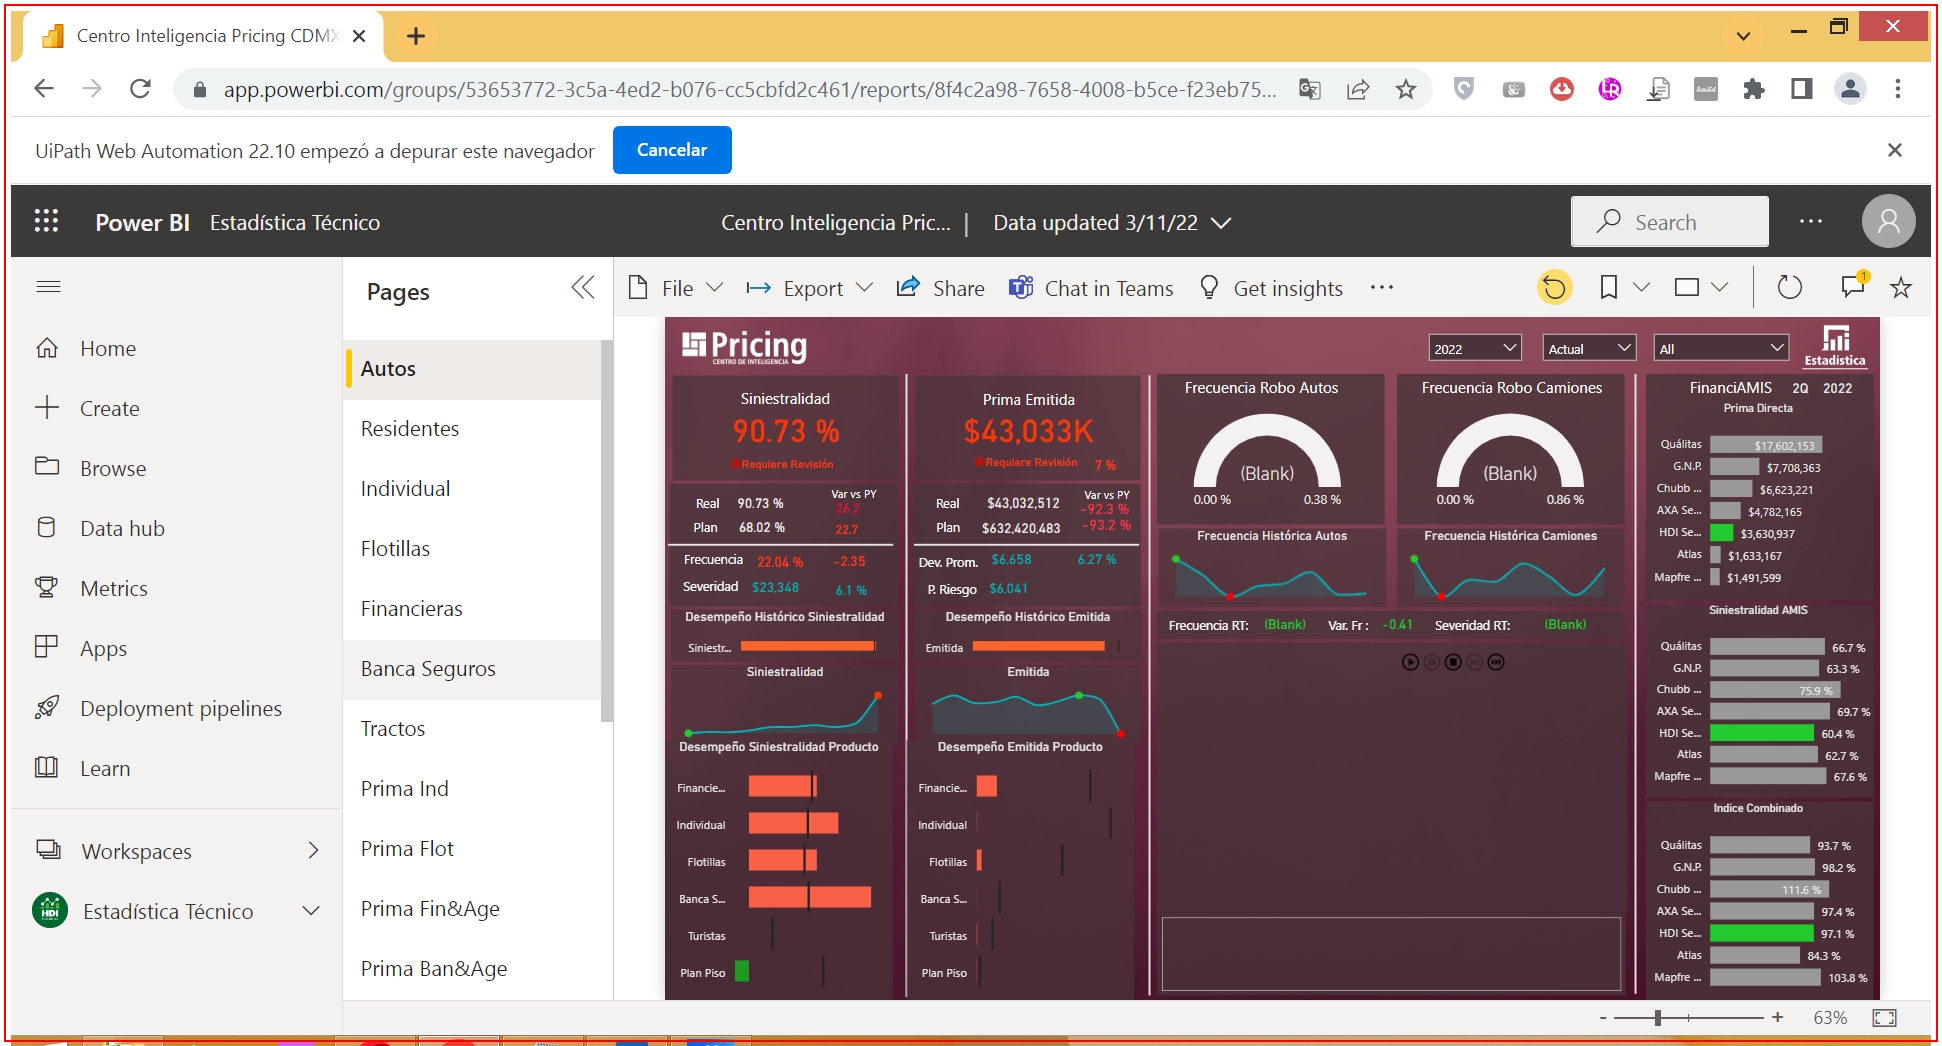 Centro Inteligencia Pricing CDMX
app.powerbi.com/groups/53653772-3c5a-4ed2-b076-cc5cbfd2c461/reports/8f4c2a98-7658-4008-b5ce-f23eb75...
UiPath Web Automation 22.10 empezó a depurar este navegador
Cancelar
Power BI Estadística Técnico
Centro Inteligencia Pric... | Data updated 3/11/22
Search
Home
Create
Browse
Data hub
Metrics
Apps
Deployment pipelines
Learn
Workspaces
HDI
Estadística Técnico
Pages
Autos
Residentes
Individual
Flotillas
Financieras
Banca Seguros
Tractos
Prima Ind
Prima Flot
Prima Fin&Age
Prima Ban&Age
File Export Share Chat in Teams Get insights
1
Pricing
CENTRO DE INTELIGENCIA
2022 Actual All
Estadística
Siniestralidad
90.73 %
Requiere Revisión
Var vs PY
Real 90.73 % 26.2
Plan 68.02 % 22.7
Frecuencia 22.04 % -2.35
Severidad $23,348 6.1 %
Desempeño Histórico Siniestralidad
Siniestr...
Siniestralidad
Desempeño Siniestralidad Producto
Financie...
Individual
Flotillas
Banca S...
Turistas
Plan Piso
Prima Emitida
$43,033K
Requiere Revisión 7 %
Var vs PY
Real $43,032,512 -92.3 %
Plan $632,420,483 -93.2 %
Dev. Prom. $6,658 6.27 %
P. Riesgo $6,041
Desempeño Histórico Emitida
Emitida
Emitida
Desempeño Emitida Producto
Financie...
Individual
Flotillas
Banca S...
Turistas
Plan Piso
Frecuencia Robo Autos
(Blank)
0.00 % 0.38 %
Frecuencia Robo Camiones
(Blank)
0.00 % 0.86 %
Frecuencia Histórica Autos
Frecuencia Histórica Camiones
Frecuencia RT: (Blank) Var. Fr : -0.41 Severidad RT: (Blank)
FinanciAMIS 2Q 2022
Prima Directa
Quálitas $17,602,153
G.N.P. $7,708,363
Chubb ... $6,623,221
AXA Se... $4,782,165
HDI Se... $3,630,937
Atlas $1,633,167
Mapfre ... $1,491,599
Siniestralidad AMIS
Quálitas 66.7 %
G.N.P. 63.3 %
Chubb ... 75.9 %
AXA Se... 69.7 %
HDI Se... 60.4 %
Atlas 62.7 %
Mapfre ... 67.6 %
Indice Combinado
Quálitas 93.7 %
G.N.P. 98.2 %
Chubb ... 111.6 %
AXA Se... 97.4 %
HDI Se... 97.1 %
Atlas 84.3 %
Mapfre ... 103.8 %
- + 63%